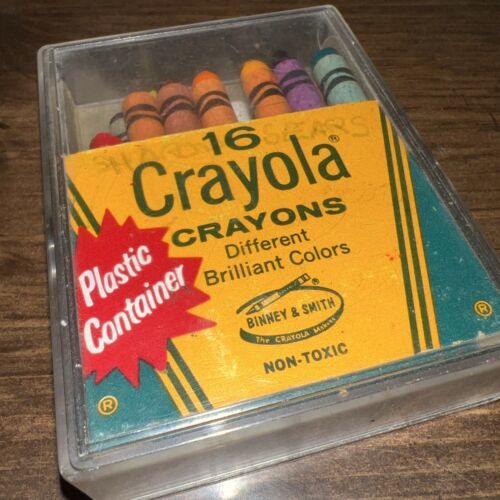 16
Crayola®
CRAYONS
Different
Brilliant Colors
Plastic
Container
BINNEY & SMITH®
The CRAYOLA Makers
NON-TOXIC
®
®